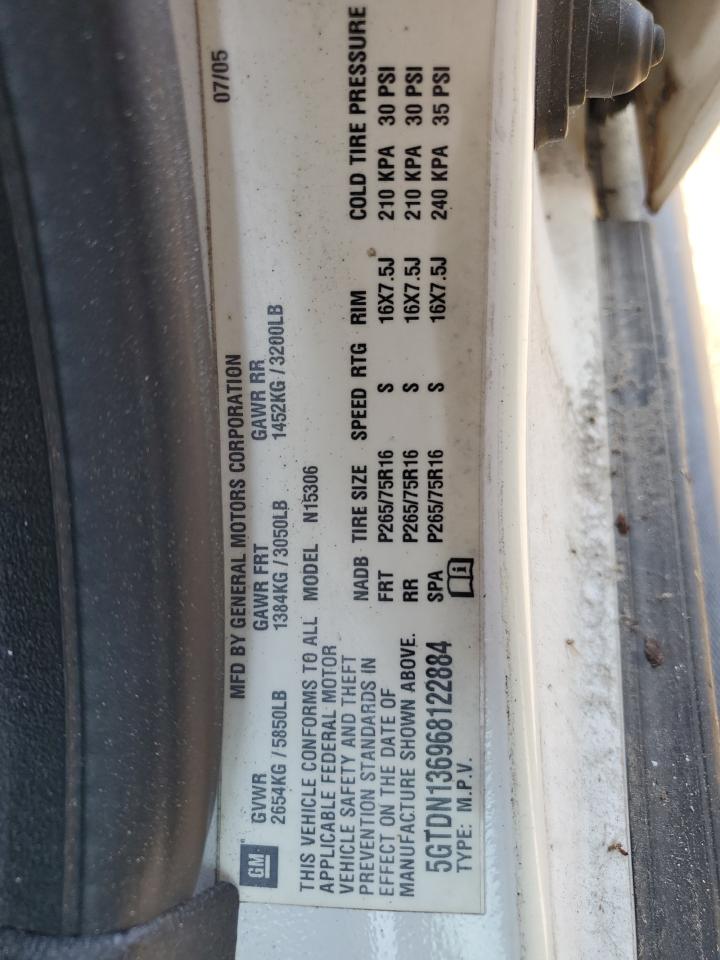 GM
MFD BY GENERAL MOTORS CORPORATION 07/05
GVWR GAWR FRT GAWR RR
2654KG/5850LB 1384KG/3050LB 1452KG/3200LB
THIS VEHICLE CONFORMS TO ALL
APPLICABLE FEDERAL MOTOR
VEHICLE SAFETY AND THEFT
PREVENTION STANDARDS IN
EFFECT ON THE DATE OF
MANUFACTURE SHOWN ABOVE.
MODEL N15306
NADB TIRE SIZE SPEED RTG RIM COLD TIRE PRESSURE
FRT P265/75R16 S 16X7.5J 210 KPA 30 PSI
RR P265/75R16 S 16X7.5J 210 KPA 30 PSI
SPA P265/75R16 S 16X7.5J 240 KPA 35 PSI
5GTDN136968122884
TYPE: M.P.V.